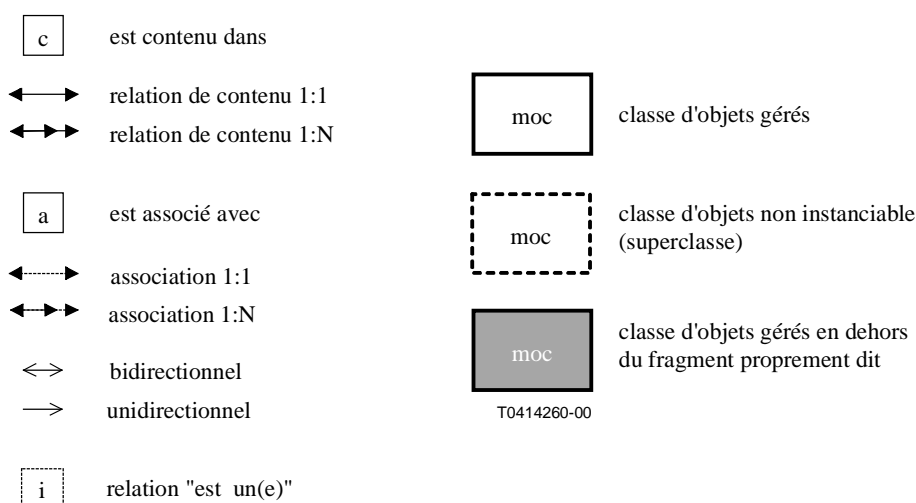 c est contenu dans
relation de contenu 1:1
relation de contenu 1:N
a est associé avec
association 1:1
association 1:N
bidirectionnel
unidirectionnel
i relation "est un(e)"
moc classe d'objets gérés
moc classe d'objets non instanciable
(superclasse)
moc classe d'objets gérés en dehors
du fragment proprement dit
T0414260-00